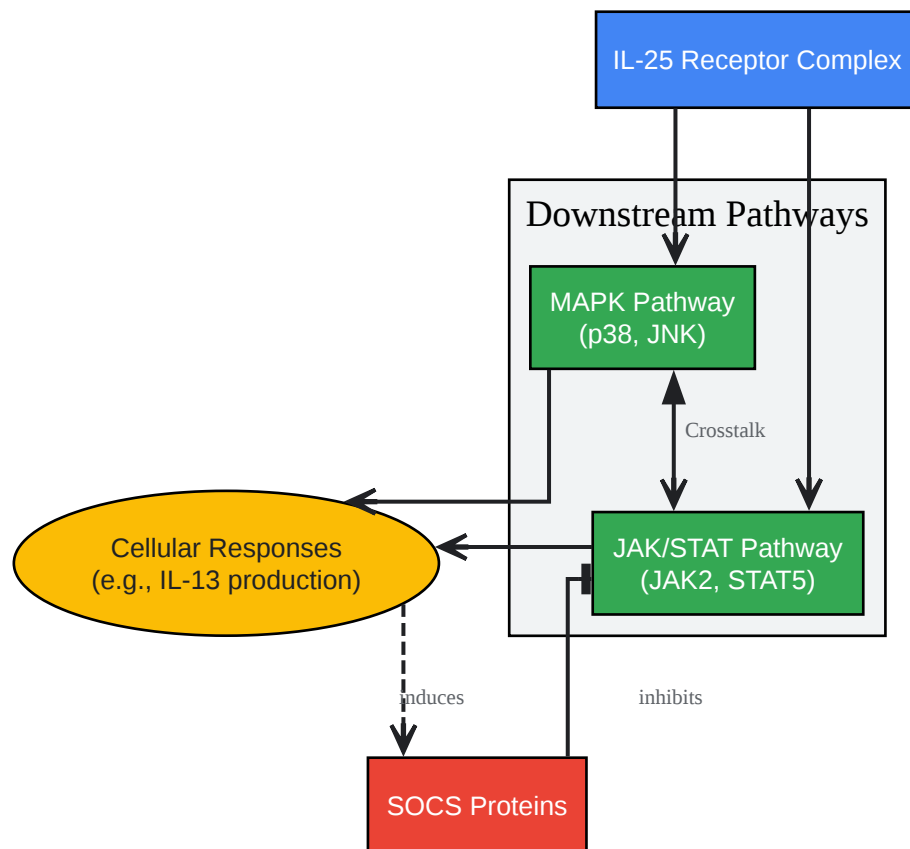 IL-25 Receptor Complex
Downstream Pathways
MAPK Pathway
(p38, JNK)
Crosstalk
Cellular Responses
(e.g., IL-13 production)
JAK/STAT Pathway
(JAK2, STAT5)
induces
inhibits
SOCS Proteins